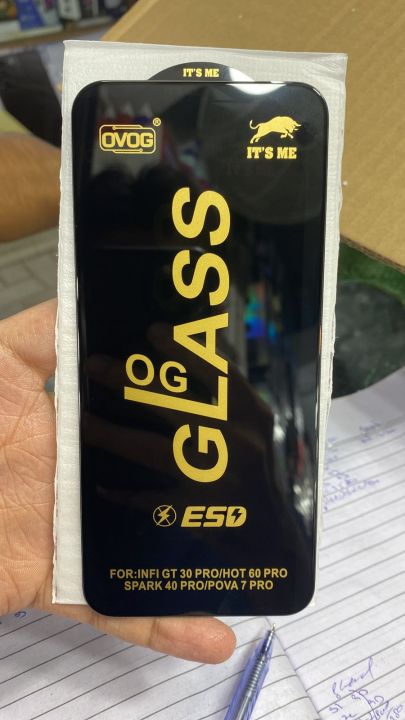 IT'S ME
OVOG®
IT'S ME
OG
GLASS
ESD
FOR:INFI GT 30 PRO/HOT 60 PRO
SPARK 40 PRO/POVA 7 PRO